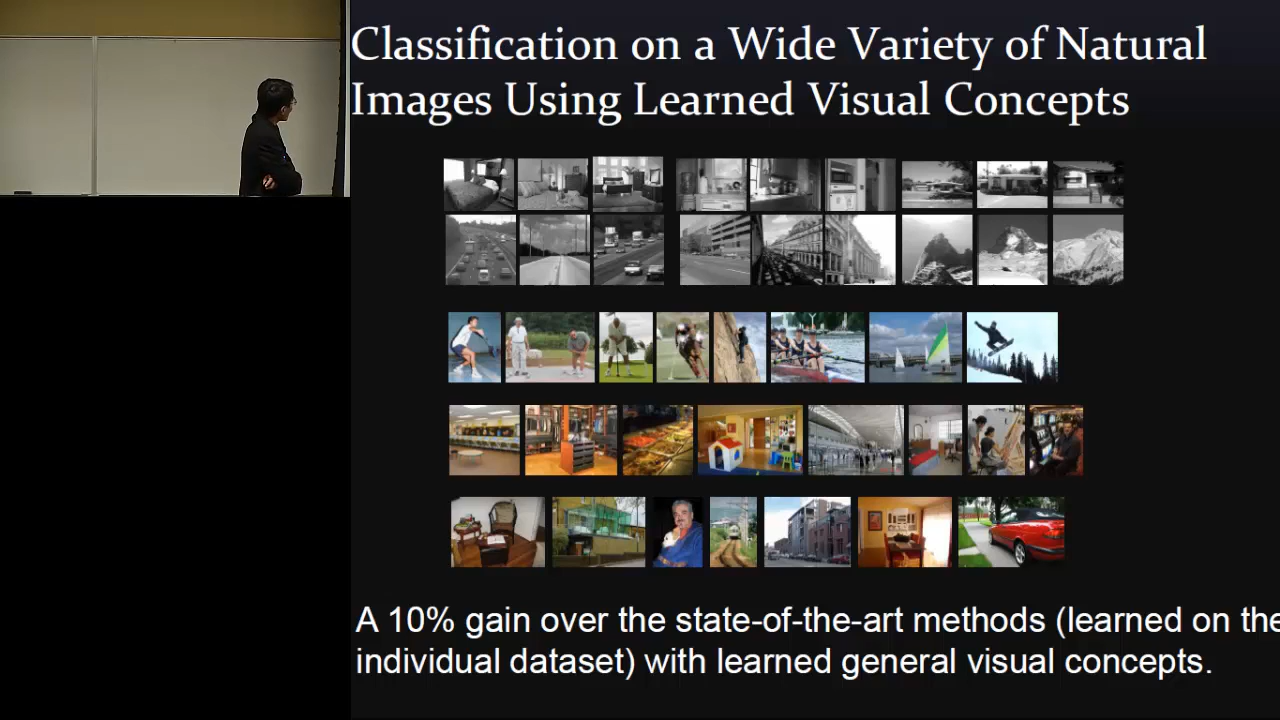 Classification on a Wide Variety of Natural
Images Using Learned Visual Concepts
A 10% gain over the state-of-the-art methods (learned on the
individual dataset) with learned general visual concepts.